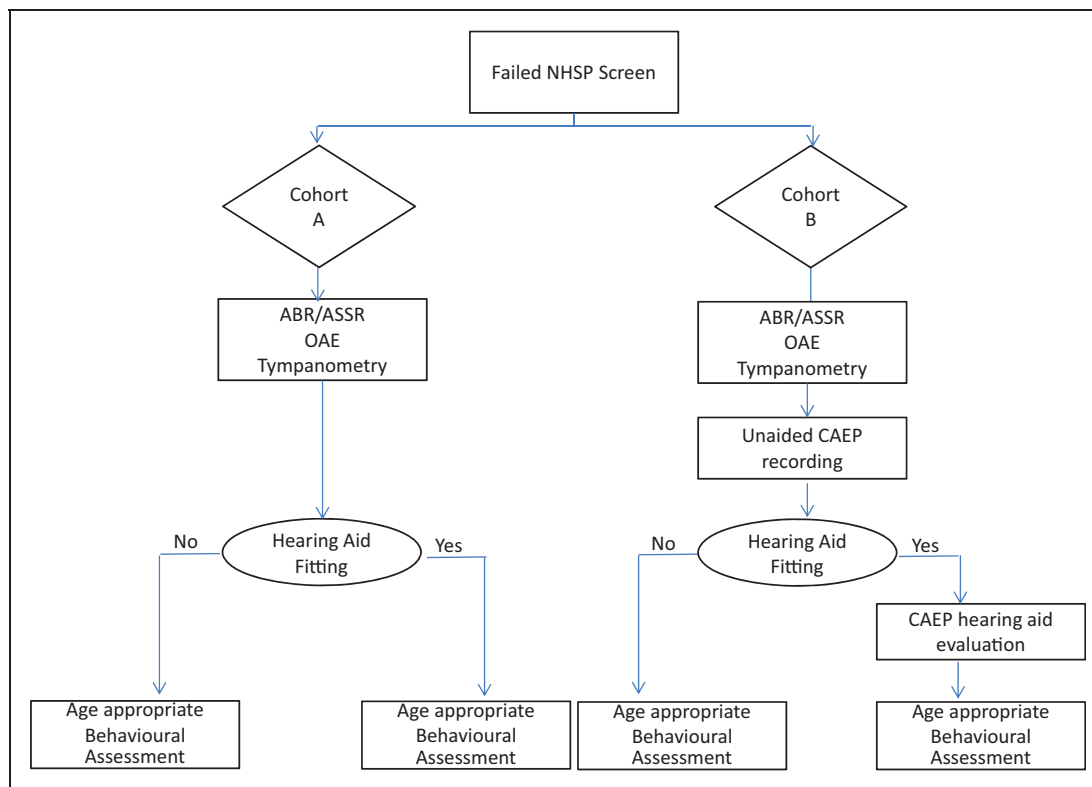 Failed NHSP Screen
Cohort
A
Cohort
B
ABR/ASSR
OAE
Tympanometry
ABR/ASSR
OAE
Tympanometry
Unaided CAEP
recording
No
Hearing Aid
Fitting
Yes
No
Hearing Aid
Fitting
Yes
CAEP hearing aid
evaluation
Age appropriate
Behavioural
Assessment
Age appropriate
Behavioural
Assessment
Age appropriate
Behavioural
Assessment
Age appropriate
Behavioural
Assessment